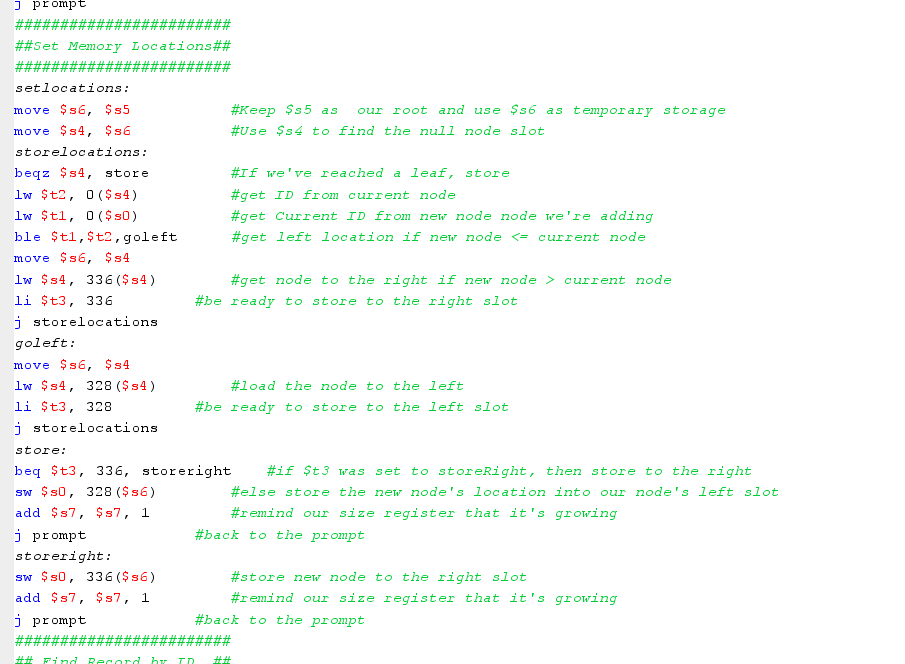 j prompt
########################
##Set Memory Locations##
########################
setlocations:
move $s6, $s5 #Keep $s5 as  our root and use $s6 as temporary storage
move $s4, $s6 #Use $s4 to find the null node slot
storelocations:
beqz $s4, store #If we've reached a leaf, store
lw $t2, 0($s4) #get ID from current node
lw $t1, 0($s0) #get Current ID from new node node we're adding
ble $t1,$t2,goleft #get left location if new node <= current node
move $s6, $s4
lw $s4, 336($s4) #get node to the right if new node > current node
li $t3, 336 #be ready to store to the right slot
j storelocations
goleft:
move $s6, $s4
lw $s4, 328($s4) #load the node to the left
li $t3, 328 #be ready to store to the left slot
j storelocations
store:
beq $t3, 336, storeright #if $t3 was set to storeRight, then store to the right
sw $s0, 328($s6) #else store the new node's location into our node's left slot
add $s7, $s7, 1 #remind our size register that it's growing
j prompt #back to the prompt
storeright:
sw $s0, 336($s6) #store new node to the right slot
add $s7, $s7, 1 #remind our size register that it's growing
j prompt #back to the prompt
########################
## Find Record by ID  ##